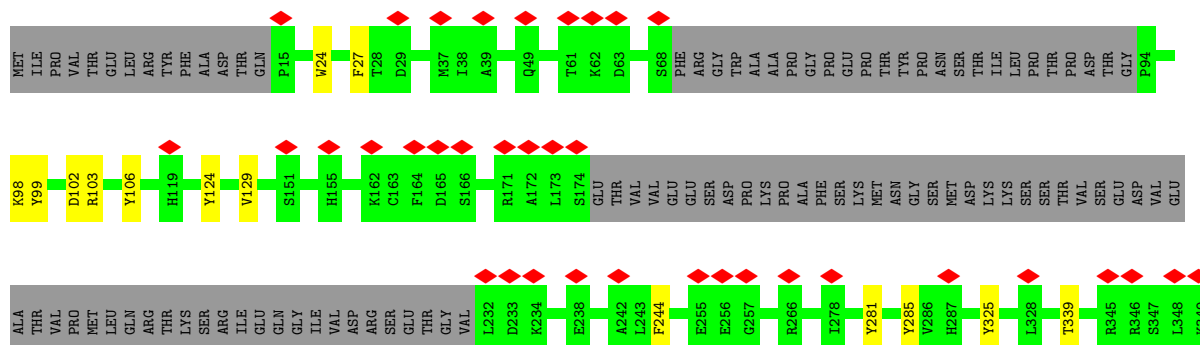 MET ILE PRO VAL THR GLU LEU ARG TYR PHE ALA ASP THR GLN P15 W24 F27 T28 D29 M37 I38 A39 Q49 T61 K62 D63 S68 PHE ARG GLY TRP ALA ALA PRO GLY PRO GLU PRO THR TYR PRO ASN SER THR ILE LEU PRO THR PRO ASP THR GLY P94
K98 Y99 D102 R103 Y106 H119 Y124 V129 S151 H155 K162 C163 F164 D165 S166 R171 A172 L173 S174 GLU THR VAL VAL GLU GLU SER ASP PRO LYS PRO ALA PHE SER LYS MET ASN GLY SER MET ASP LYS LYS SER SER THR VAL SER GLU ASP VAL GLU
ALA THR VAL PRO MET LEU GLN ARG THR LYS SER ARG ILE GLU GLN GLY ILE VAL ASP ARG SER GLU THR GLY VAL L232 D233 K234 E238 A242 L243 F244 E255 E256 G257 R266 I278 Y281 Y285 V286 H287 Y325 L328 T339 R345 R346 S347 L348